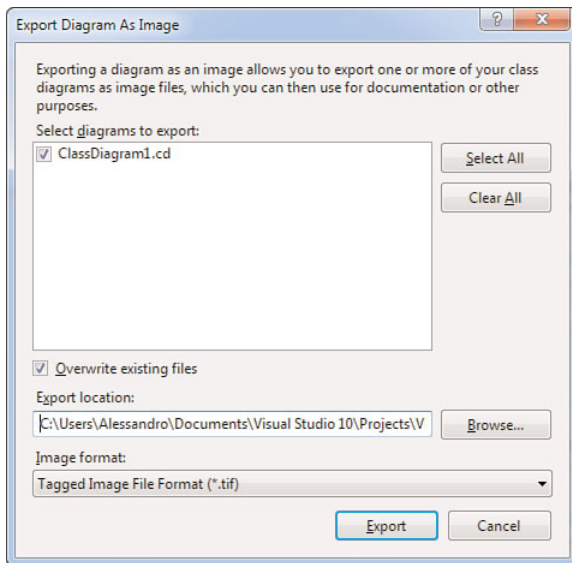 Export Diagram As Image
Exporting a diagram as an image allows you to export one or more of your class
diagrams as image files, which you can then use for documentation or other
purposes.
Select diagrams to export:
ClassDiagram1.cd
Select All
Clear All
Overwrite existing files
Export location:
C:\Users\Alessandro\Documents\Visual Studio 10\Projects\V
Browse...
Image format:
Tagged Image File Format (*.tif)
Export
Cancel